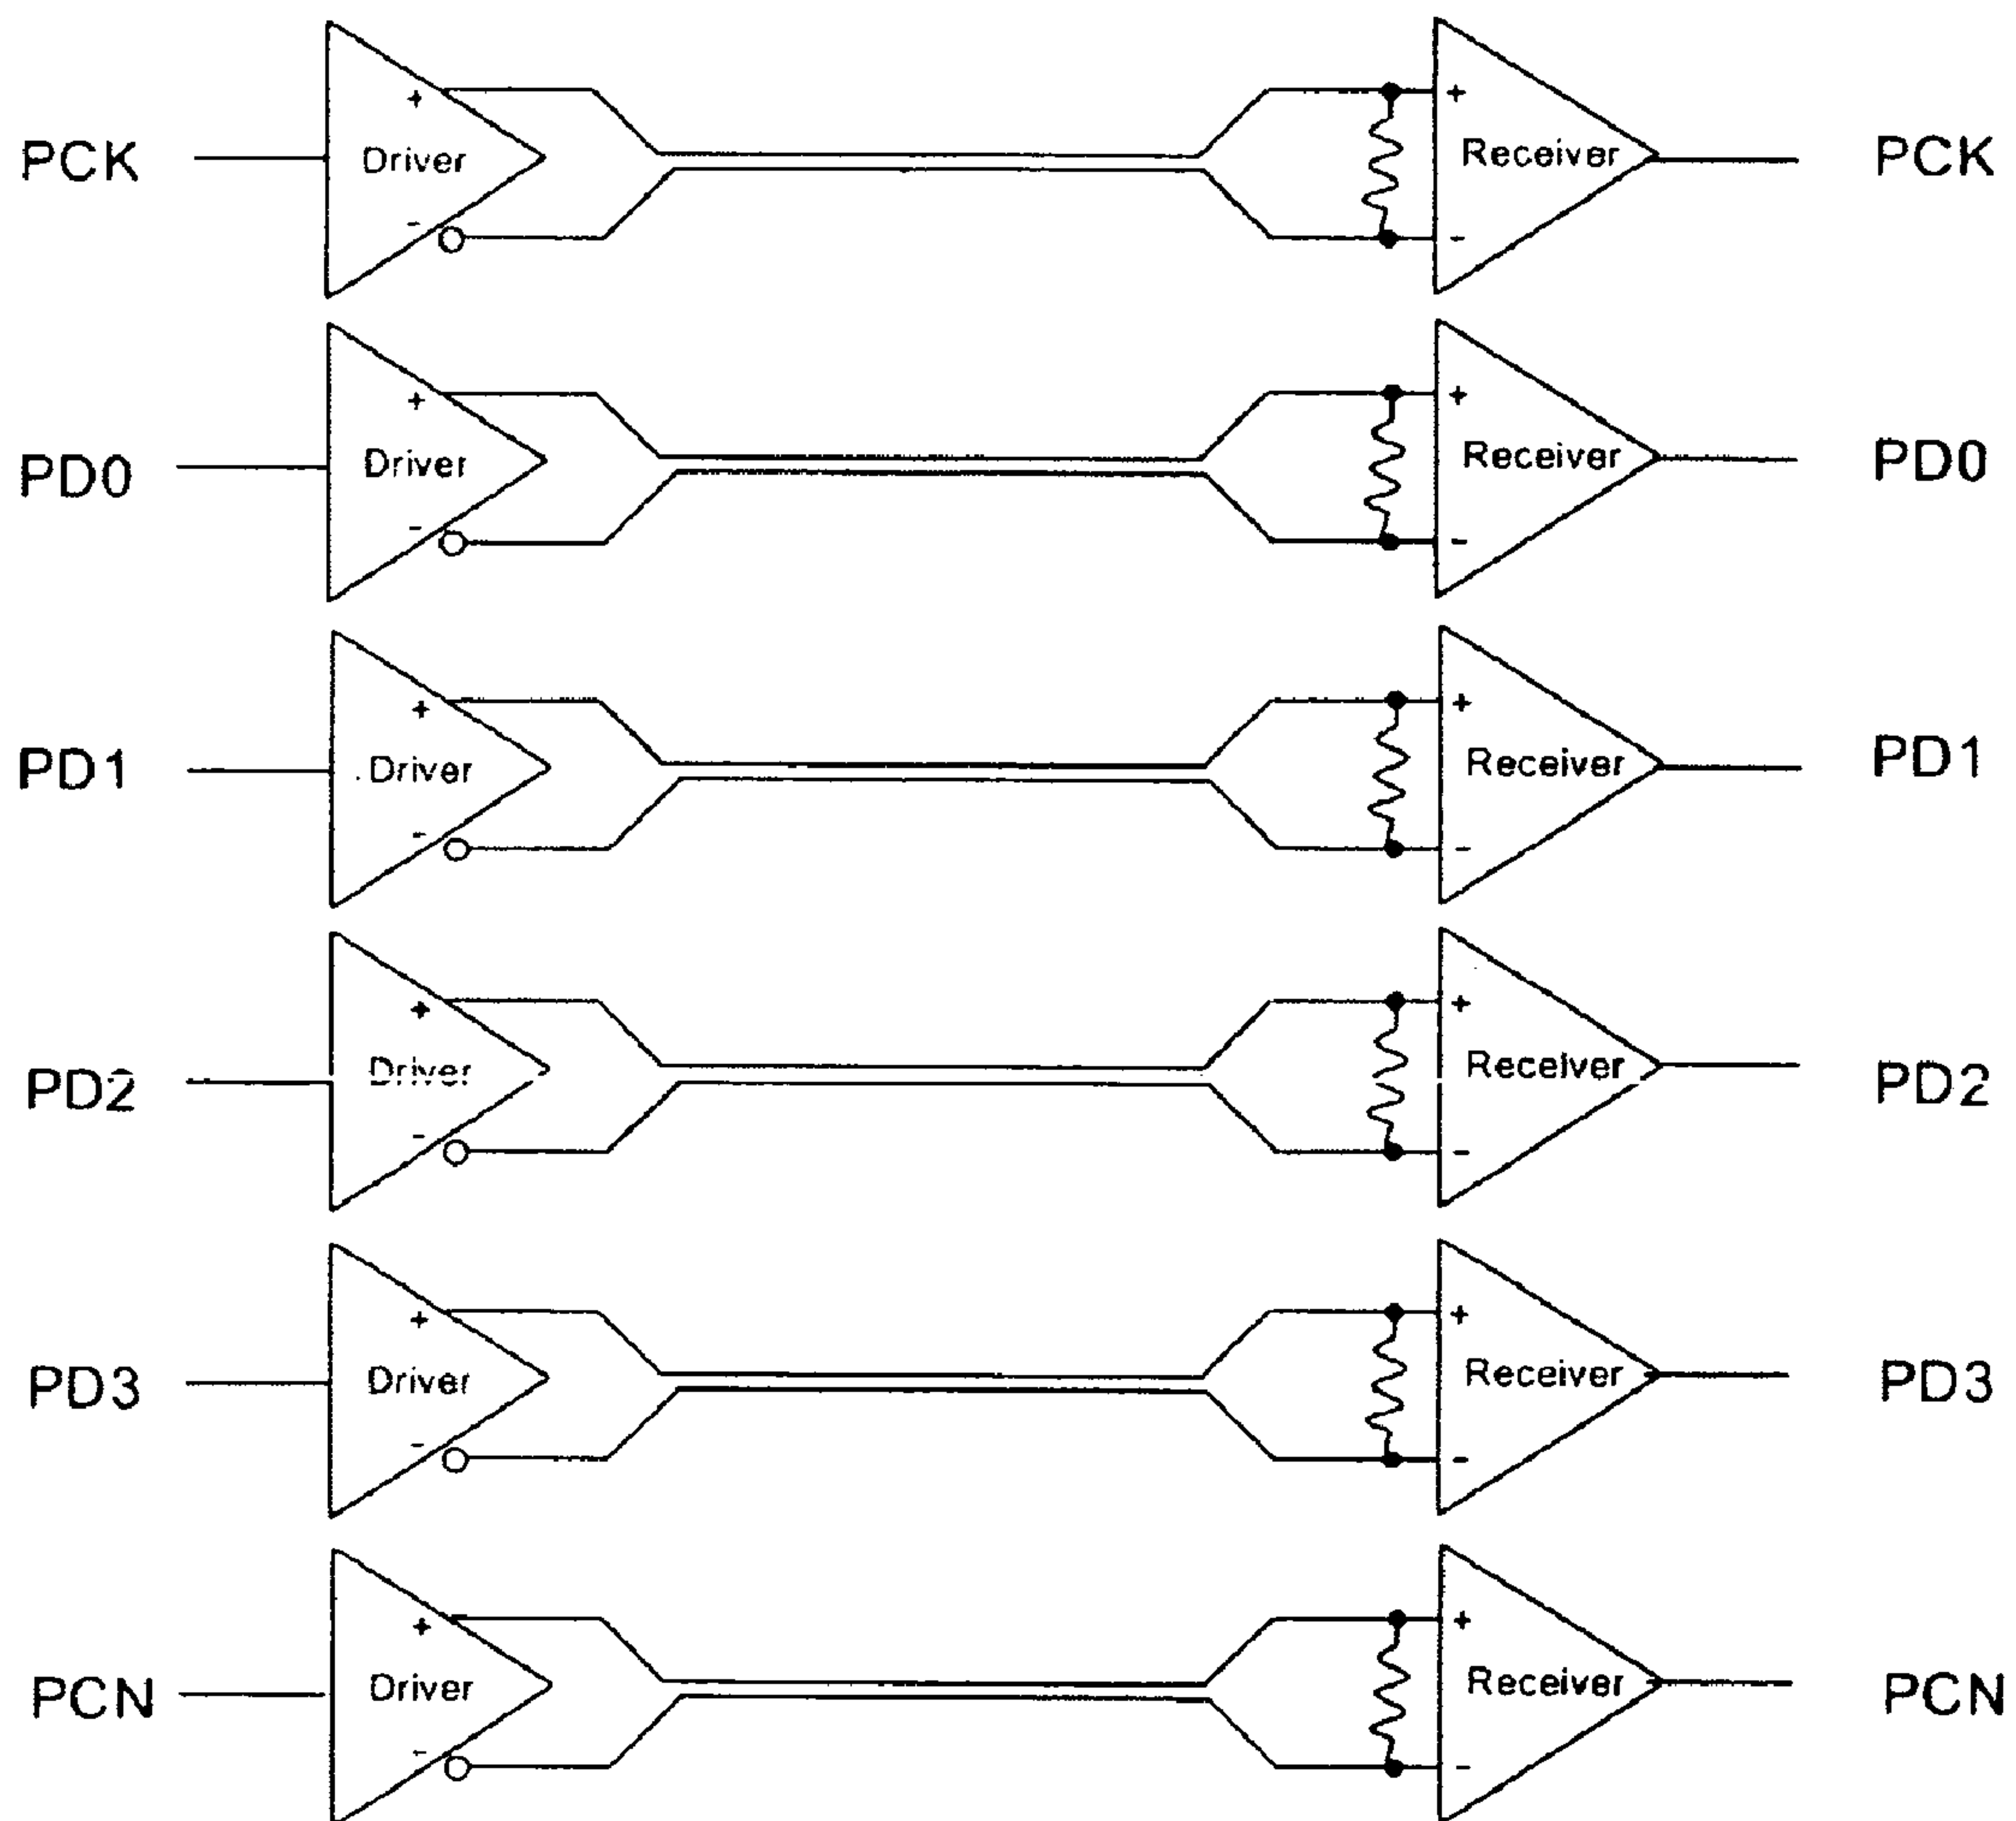 PCK
+
Driver
-
+
Receiver
-
PCK
PD0
+
Driver
-
+
Receiver
-
PD0
PD1
+
Driver
-
+
Receiver
-
PD1
PD2
+
Driver
-
+
Receiver
-
PD2
PD3
+
Driver
-
+
Receiver
-
PD3
PCN
+
Driver
-
+
Receiver
-
PCN